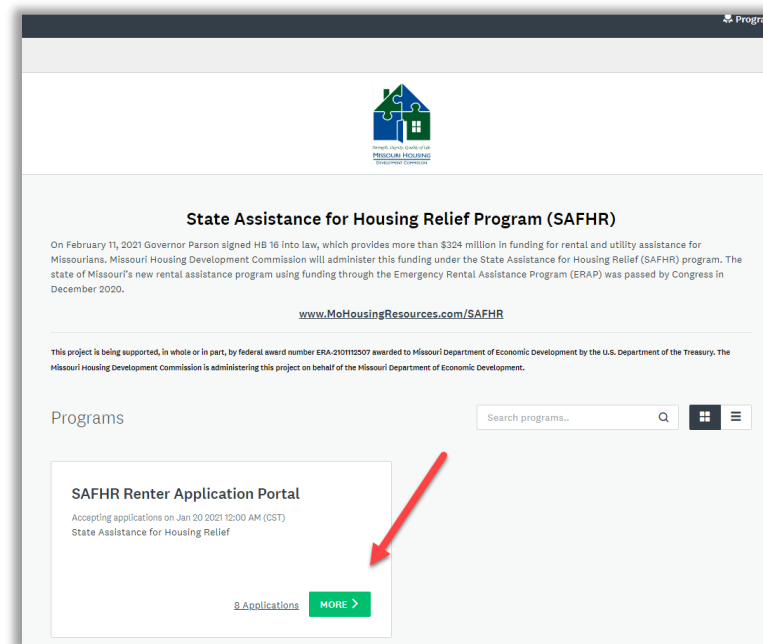 Progra
Strength, Dignity, Quality of Life
MISSOURI HOUSING
DEVELOPMENT COMMISSION
State Assistance for Housing Relief Program (SAFHR)
On February 11, 2021 Governor Parson signed HB 16 into law, which provides more than $324 million in funding for rental and utility assistance for
Missourians. Missouri Housing Development Commission will administer this funding under the State Assistance for Housing Relief (SAFHR) program. The
state of Missouri's new rental assistance program using funding through the Emergency Rental Assistance Program (ERAP) was passed by Congress in
December 2020.
www.MoHousingResources.com/SAFHR
This project is being supported, in whole or in part, by federal award number ERA-2101112507 awarded to Missouri Department of Economic Development by the U.S. Department of the Treasury. The
Missouri Housing Development Commission is administering this project on behalf of the Missouri Department of Economic Development.
Programs
Search programs..
SAFHR Renter Application Portal
Accepting applications on Jan 20 2021 12:00 AM (CST)
State Assistance for Housing Relief
8 Applications
MORE